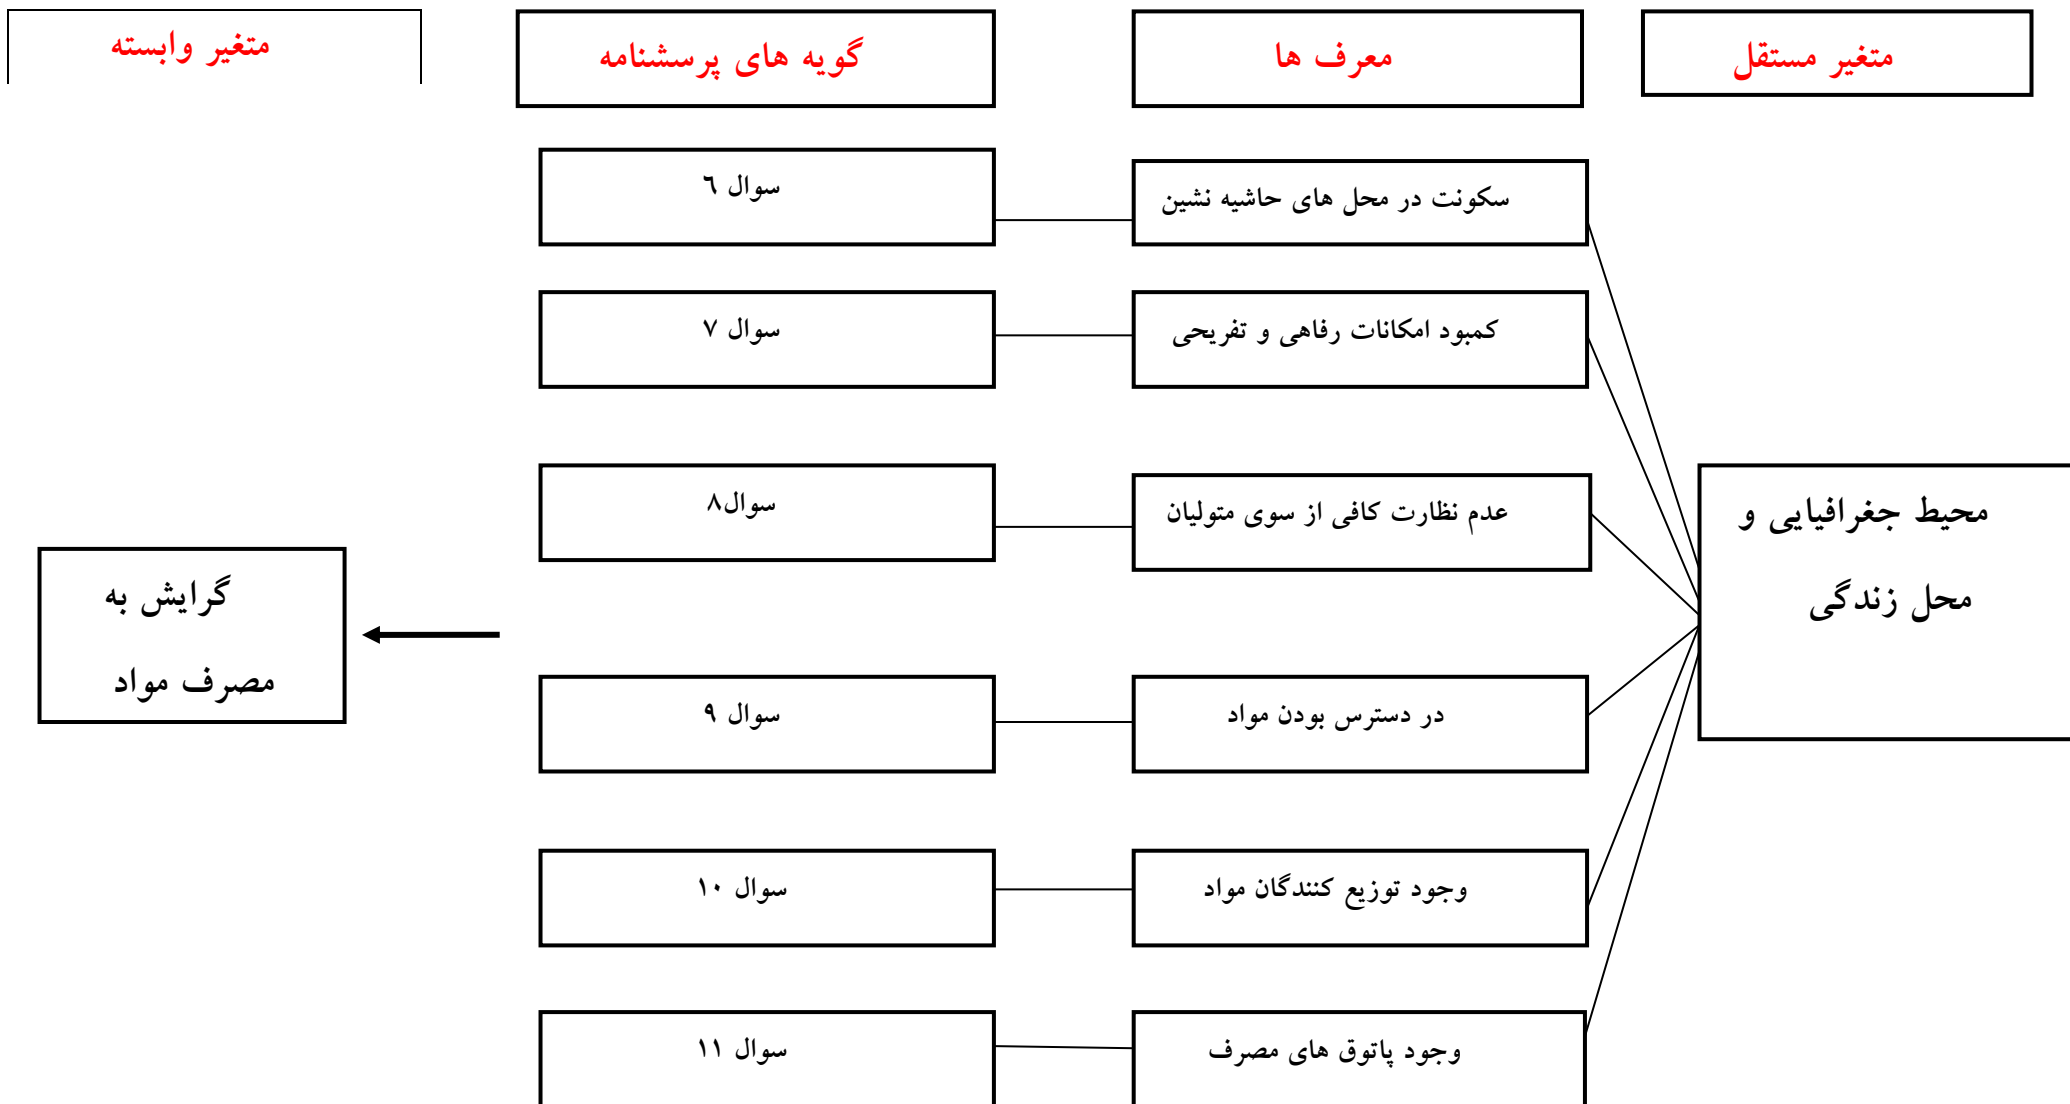 متغیر مستقل
معرف ها
گویه های پرسشنامه
متغیر وابسته
سکونت در محل های حاشیه نشین
سوال ٦
کمبود امکانات رفاهی و تفریحی
سوال ٧
عدم نظارت کافی از سوی متولیان
سوال٨
محیط جغرافیایی و
محل زندگی
گرایش به
مصرف مواد
در دسترس بودن مواد
سوال ٩
وجود توزیع کنندگان مواد
سوال ١٠
وجود پاتوق های مصرف
سوال ١١